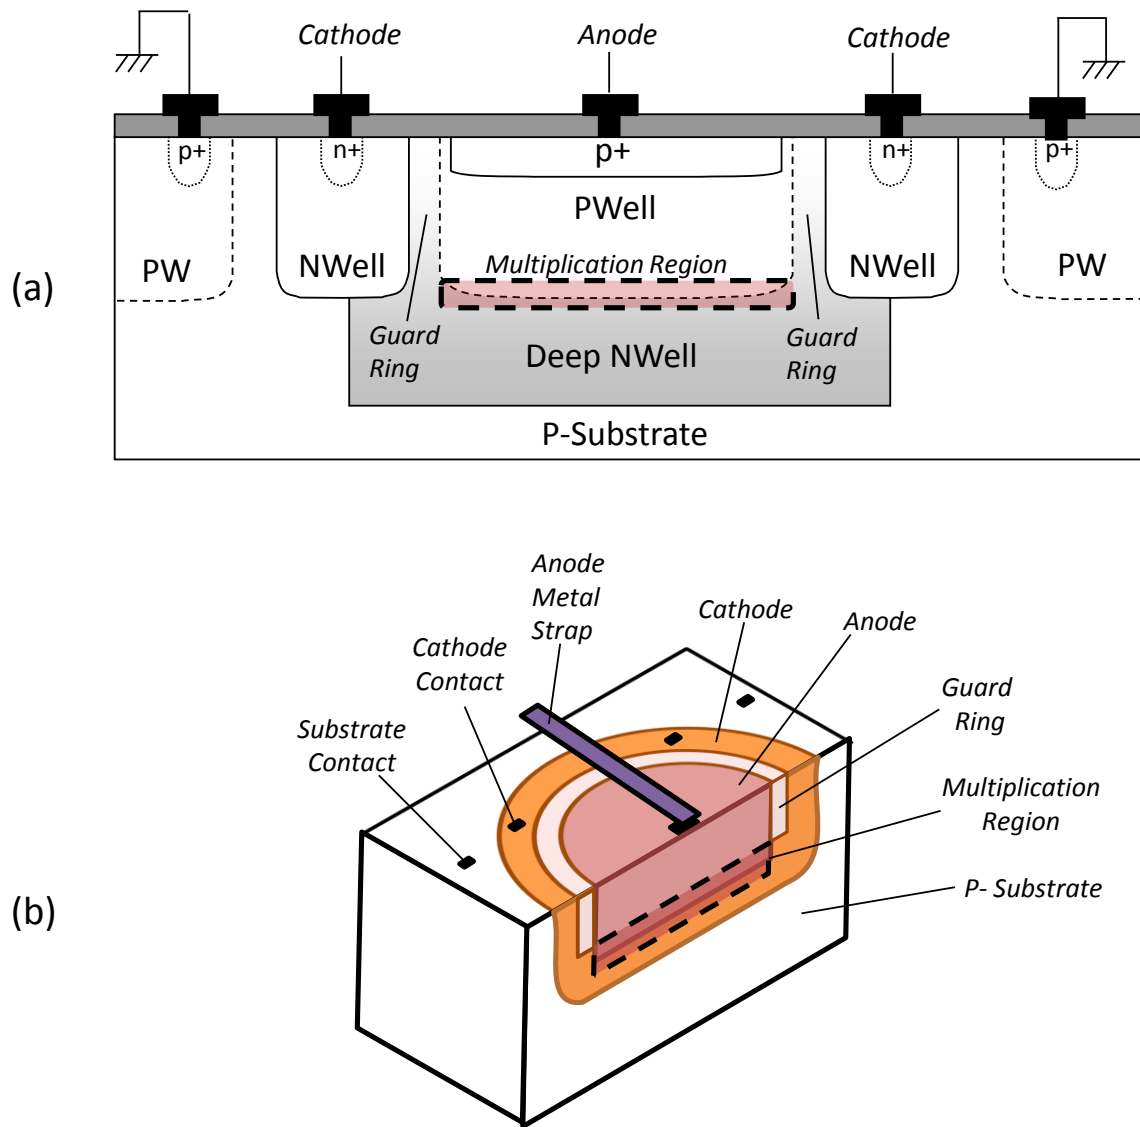 Cathode Anode Cathode
p+ n+ p+ n+ p+
PWell
PW NWell Multiplication Region NWell PW
(a)
Guard
Ring
Guard
Ring
Deep NWell
P-Substrate
Anode
Metal
Strap
Cathode
Anode
Cathode
Contact
Guard
Ring
Substrate
Contact
Multiplication
Region
P- Substrate
(b)